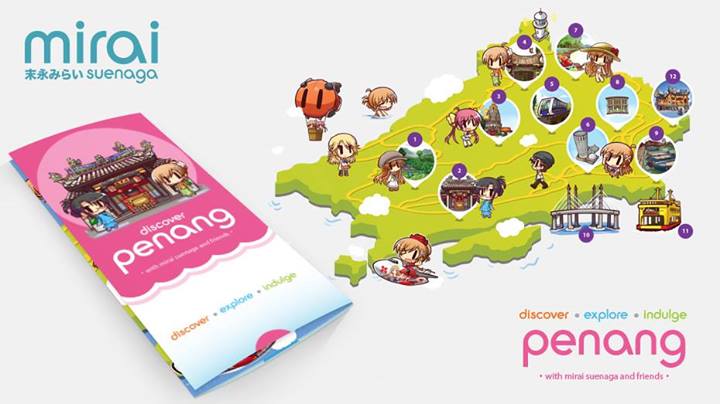 mirai
末永みらい suenaga
discover
penang
• with mirai suenaga and friends •
discover • explore • indulge
4
7
3
5
8
12
1
2
6
9
10
11
discover • explore • indulge
penang
• with mirai suenaga and friends •